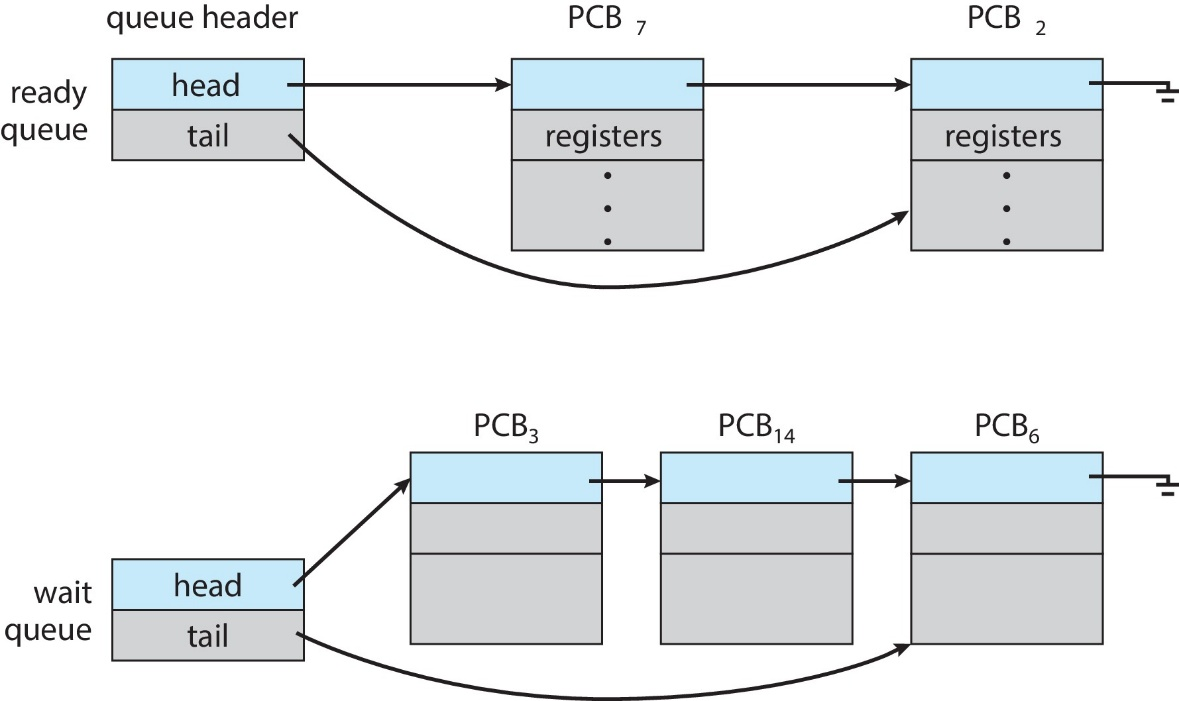 queue header
PCB 7
PCB 2
ready
queue
head
tail
registers
registers
PCB3
PCB14
PCB6
wait
queue
head
tail